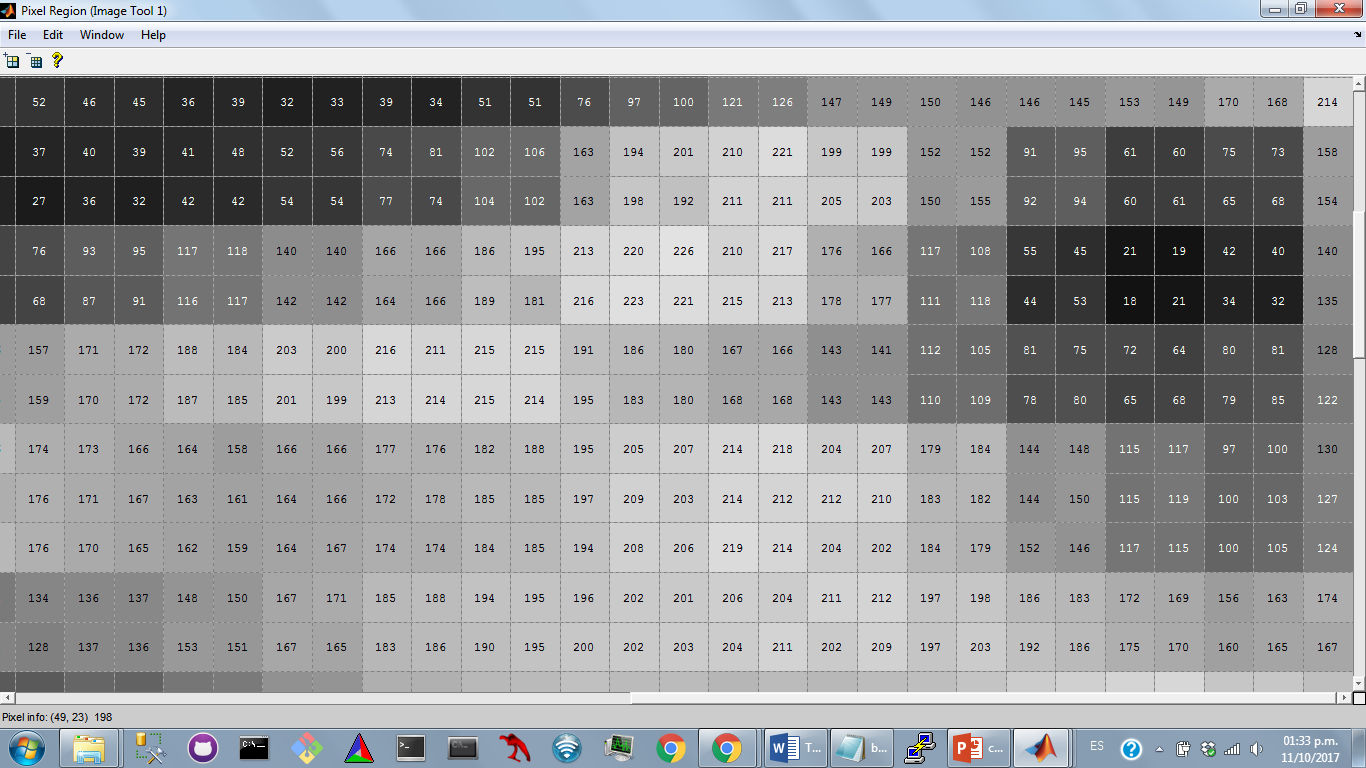 Pixel Region (Image Tool 1)
File Edit Window Help
52 46 45 36 39 32 33 39 34 51 51 76 97 100 121 126 147 149 150 146 146 145 153 149 170 168 214
37 40 39 41 48 52 56 74 81 102 106 163 194 201 210 221 199 199 152 152 91 95 61 60 75 73 158
27 36 32 42 42 54 54 77 74 104 102 163 198 192 211 211 205 203 150 155 92 94 60 61 65 68 154
76 93 95 117 118 140 140 166 166 186 195 213 220 226 210 217 176 166 117 108 55 45 21 19 42 40 140
68 87 91 116 117 142 142 164 166 189 181 216 223 221 215 213 178 177 111 118 44 53 18 21 34 32 135
157 171 172 188 184 203 200 216 211 215 215 191 186 180 167 166 143 141 112 105 81 75 72 64 80 81 128
159 170 172 187 185 201 199 213 214 215 214 195 183 180 168 168 143 143 110 109 78 80 65 68 79 85 122
174 173 166 164 158 166 166 177 176 182 188 195 205 207 214 218 204 207 179 184 144 148 115 117 97 100 130
176 171 167 163 161 164 166 172 178 185 185 197 209 203 214 212 212 210 183 182 144 150 115 119 100 103 127
176 170 165 162 159 164 167 174 174 184 185 194 208 206 219 214 204 202 184 179 152 146 117 115 100 105 124
134 136 137 148 150 167 171 185 188 194 195 196 202 201 206 204 211 212 197 198 186 183 172 169 156 163 174
128 137 136 153 151 167 165 183 186 190 195 200 202 203 204 211 202 209 197 203 192 186 175 170 160 165 167
Pixel info: (49, 23) 198
C:\
T...
b...
c...
ES
01:33 p.m.
11/10/2017